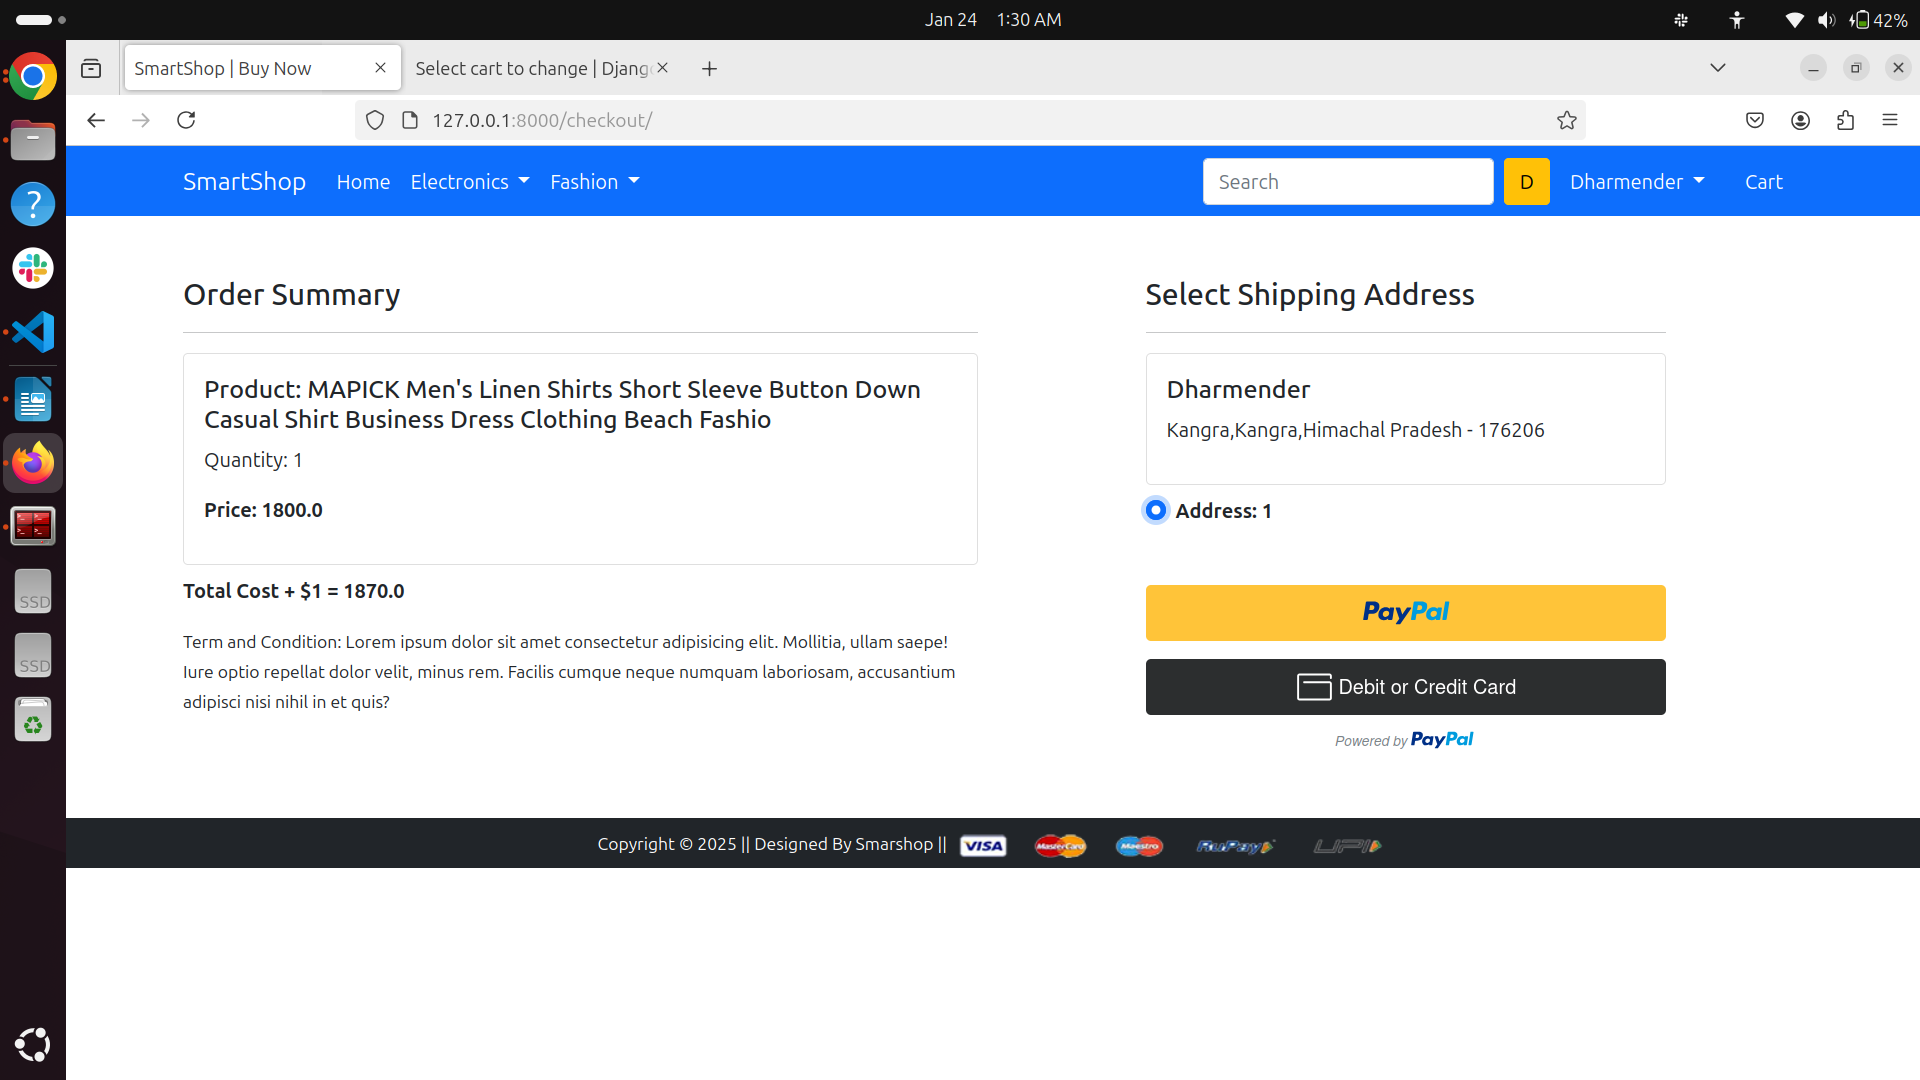 Jan 24 1:30 AM
42%
SmartShop | Buy Now
Select cart to change | Djang
127.0.0.1:8000/checkout/
SmartShop
Home
Electronics
Fashion
Search
D
Dharmender
Cart
Order Summary
Product: MAPICK Men's Linen Shirts Short Sleeve Button Down
Casual Shirt Business Dress Clothing Beach Fashio
Quantity: 1
Price: 1800.0
Total Cost + $1 = 1870.0
Term and Condition: Lorem ipsum dolor sit amet consectetur adipisicing elit. Mollitia, ullam saepe!
Iure optio repellat dolor velit, minus rem. Facilis cumque neque numquam laboriosam, accusantium
adipisci nisi nihil in et quis?
Select Shipping Address
Dharmender
Kangra,Kangra,Himachal Pradesh - 176206
Address: 1
PayPal
Debit or Credit Card
Powered by PayPal
Copyright © 2025 || Designed By Smarshop || VISA MasterCard Maestro RuPay UPI
SSD
SSD